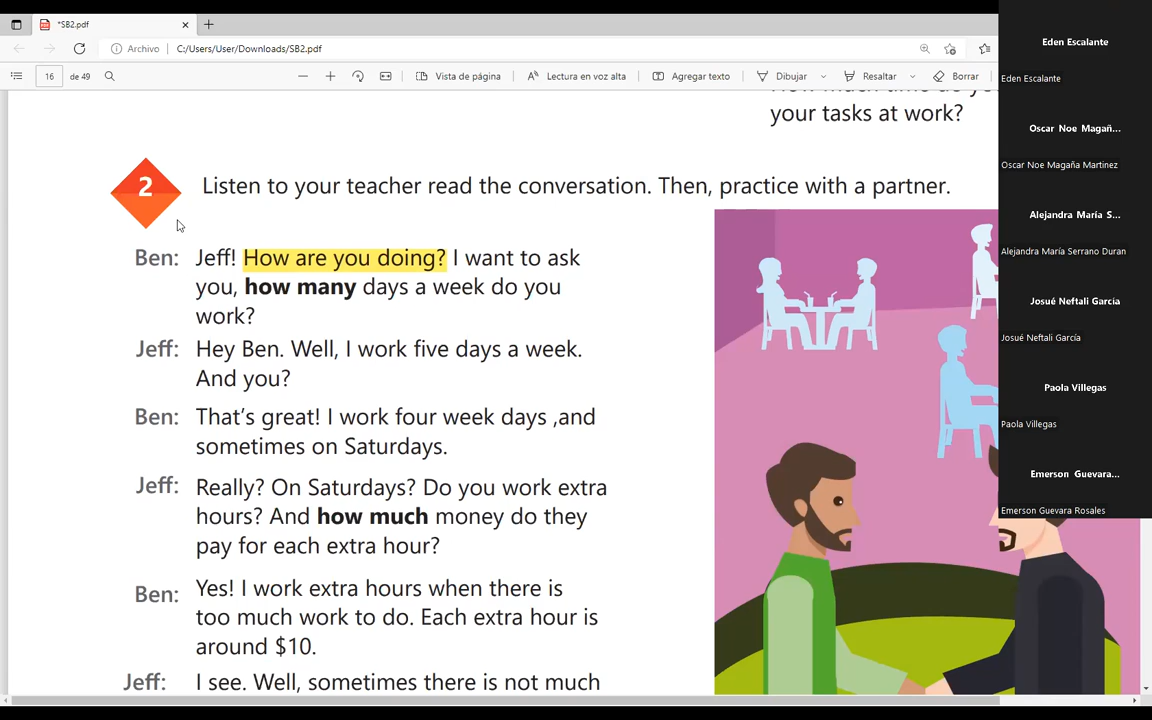 *SB2.pdf
Archivo
C:/Users/User/Downloads/SB2.pdf
16
de 49
Vista de página
Lectura en voz alta
Agregar texto
Dibujar
Resaltar
Borrar
your tasks at work?
2
Listen to your teacher read the conversation. Then, practice with a partner.
Ben: Jeff! How are you doing? I want to ask
you, how many days a week do you
work?
Jeff: Hey Ben. Well, I work five days a week.
And you?
Ben: That's great! I work four week days ,and
sometimes on Saturdays.
Jeff: Really? On Saturdays? Do you work extra
hours? And how much money do they
pay for each extra hour?
Ben: Yes! I work extra hours when there is
too much work to do. Each extra hour is
around $10.
Jeff: I see. Well, sometimes there is not much
Eden Escalante
Eden Escalante
Oscar Noe Magañ...
Oscar Noe Magaña Martinez
Alejandra María S...
Alejandra María Serrano Duran
Josué Neftali García
Josué Neftali García
Paola Villegas
Paola Villegas
Emerson Guevara...
Emerson Guevara Rosales